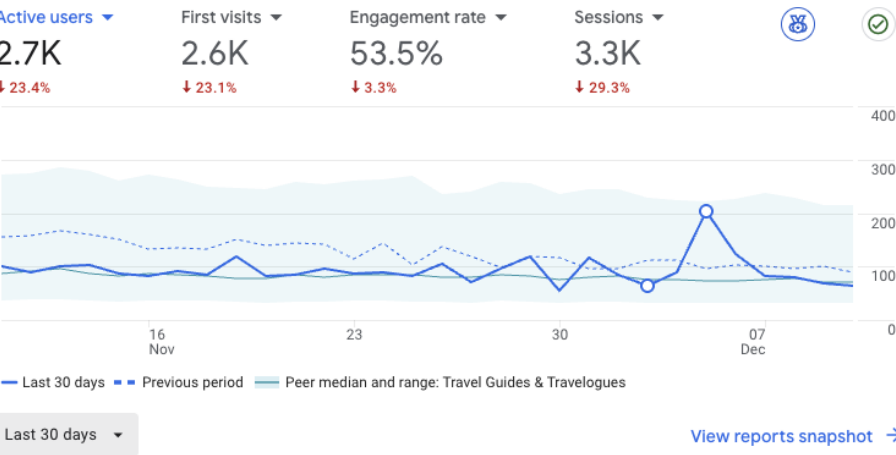 Active users First visits Engagement rate Sessions
2.7K 2.6K 53.5% 3.3K
23.4% 23.1% 3.3% 29.3%
400
300
200
100
0
16 23 30 07
Nov Dec
Last 30 days Previous period Peer median and range: Travel Guides & Travelogues
Last 30 days View reports snapshot